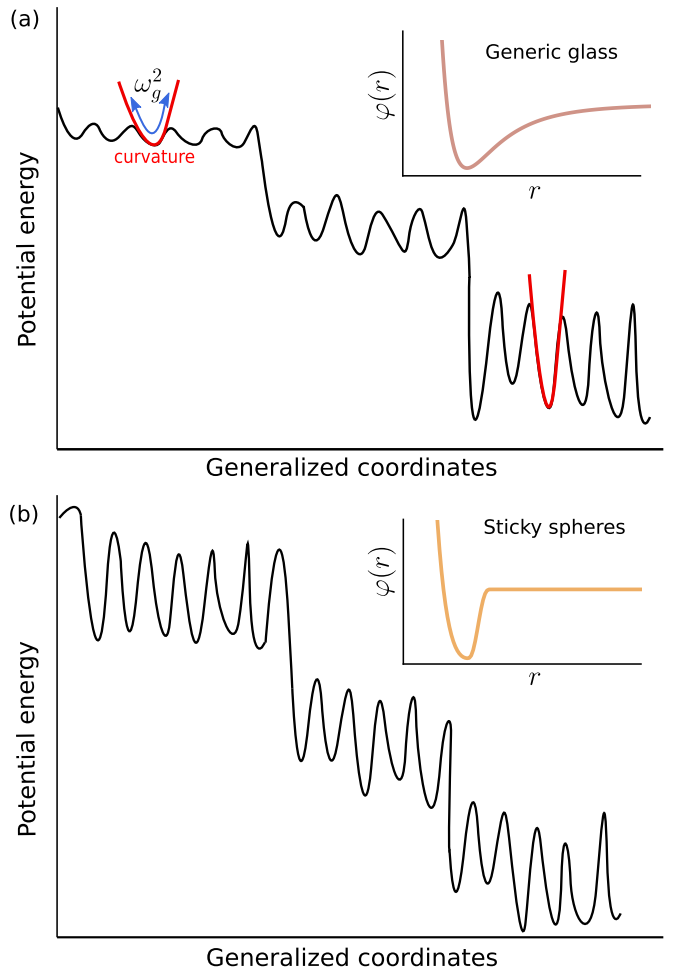 (a)
Generic glass
φ(r)
r
ω_g^2
curvature
Potential energy
Generalized coordinates
(b)
Sticky spheres
φ(r)
r
Potential energy
Generalized coordinates